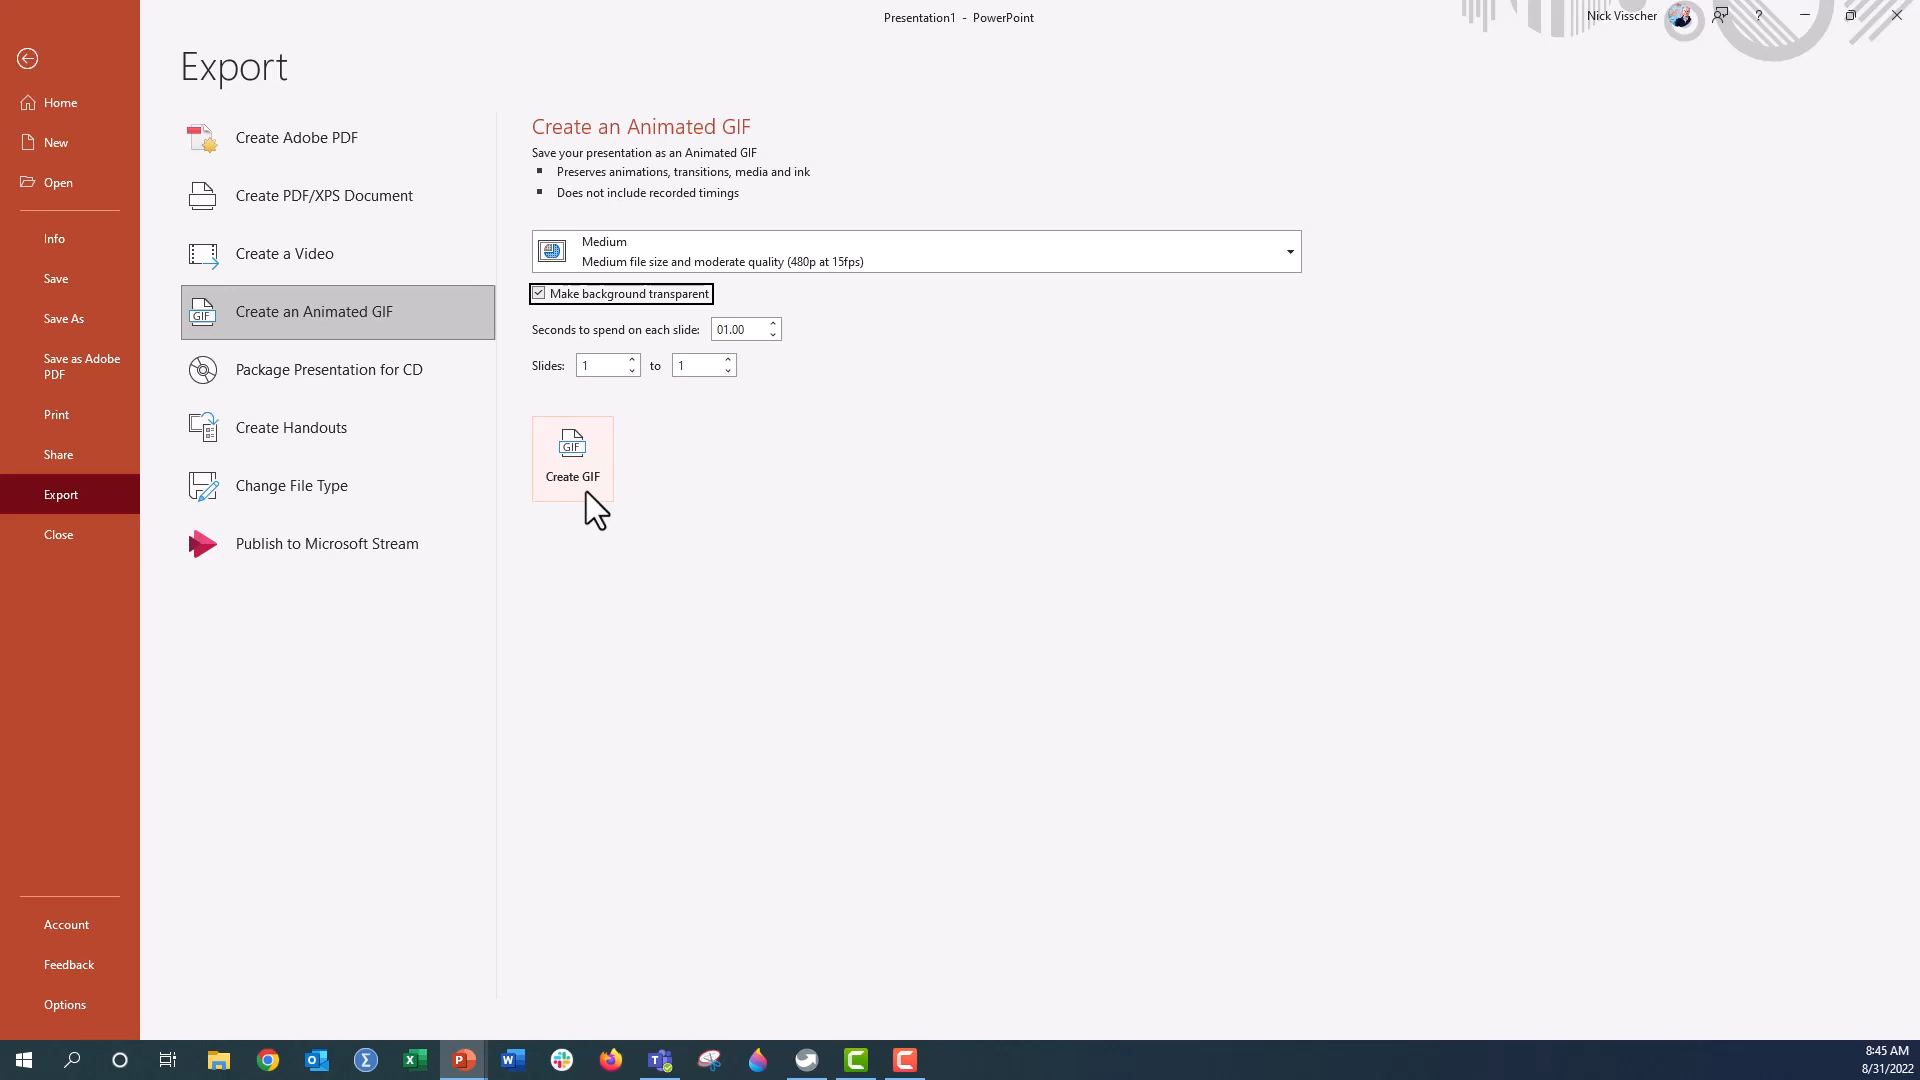 Presentation1 - PowerPoint
Nick Visscher
?
Export
Home
New
Open
Info
Save
Save As
Save as Adobe
PDF
Print
Share
Export
Close
Account
Feedback
Options
Create Adobe PDF
Create PDF/XPS Document
Create a Video
GIF
Create an Animated GIF
Package Presentation for CD
Create Handouts
Change File Type
Publish to Microsoft Stream
Create an Animated GIF
Save your presentation as an Animated GIF
Preserves animations, transitions, media and ink
Does not include recorded timings
Medium
Medium file size and moderate quality (480p at 15fps)
Make background transparent
Seconds to spend on each slide: 01.00
Slides: 1 to 1
GIF
Create GIF
8:45 AM
8/31/2022